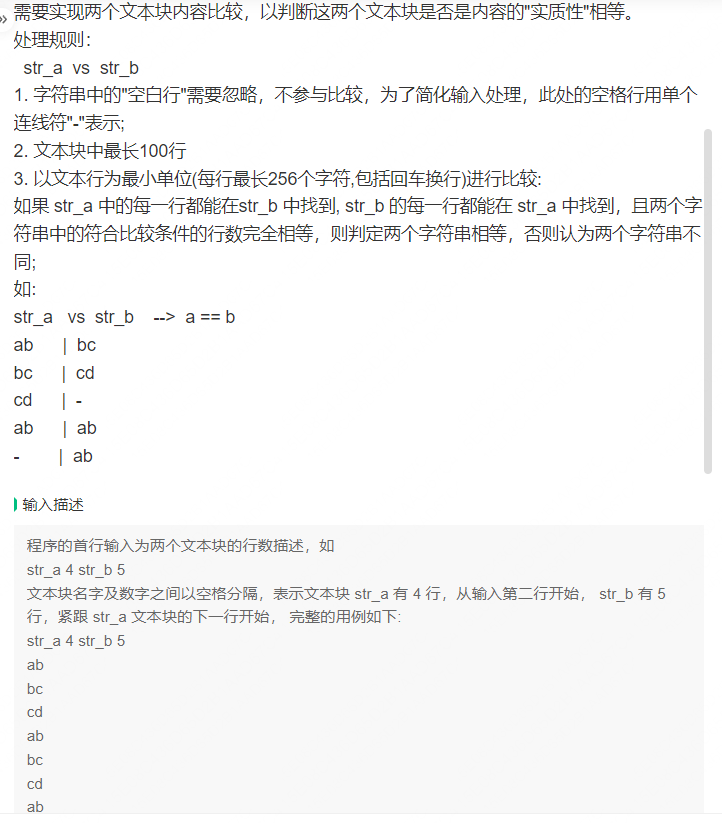 需要实现两个文本块内容比较，以判断这两个文本块是否是内容的"实质性"相等。
»
处理规则：
str_a vs str_b
1. 字符串中的"空白行"需要忽略，不参与比较，为了简化输入处理，此处的空格行用单个
连线符"-"表示;
2. 文本块中最长100行
3. 以文本行为最小单位(每行最长256个字符,包括回车换行)进行比较:
如果 str_a 中的每一行都能在str_b 中找到, str_b 的每一行都能在 str_a 中找到，且两个字
符串中的符合比较条件的行数完全相等，则判定两个字符串相等，否则认为两个字符串不
同;
如:
str_a vs str_b --> a == b
ab | bc
bc | cd
cd | -
ab | ab
- | ab
输入描述
程序的首行输入为两个文本块的行数描述，如
str_a 4 str_b 5
文本块名字及数字之间以空格分隔，表示文本块 str_a 有 4 行，从输入第二行开始， str_b 有 5
行，紧跟 str_a 文本块的下一行开始， 完整的用例如下:
str_a 4 str_b 5
ab
bc
cd
ab
bc
cd
ab